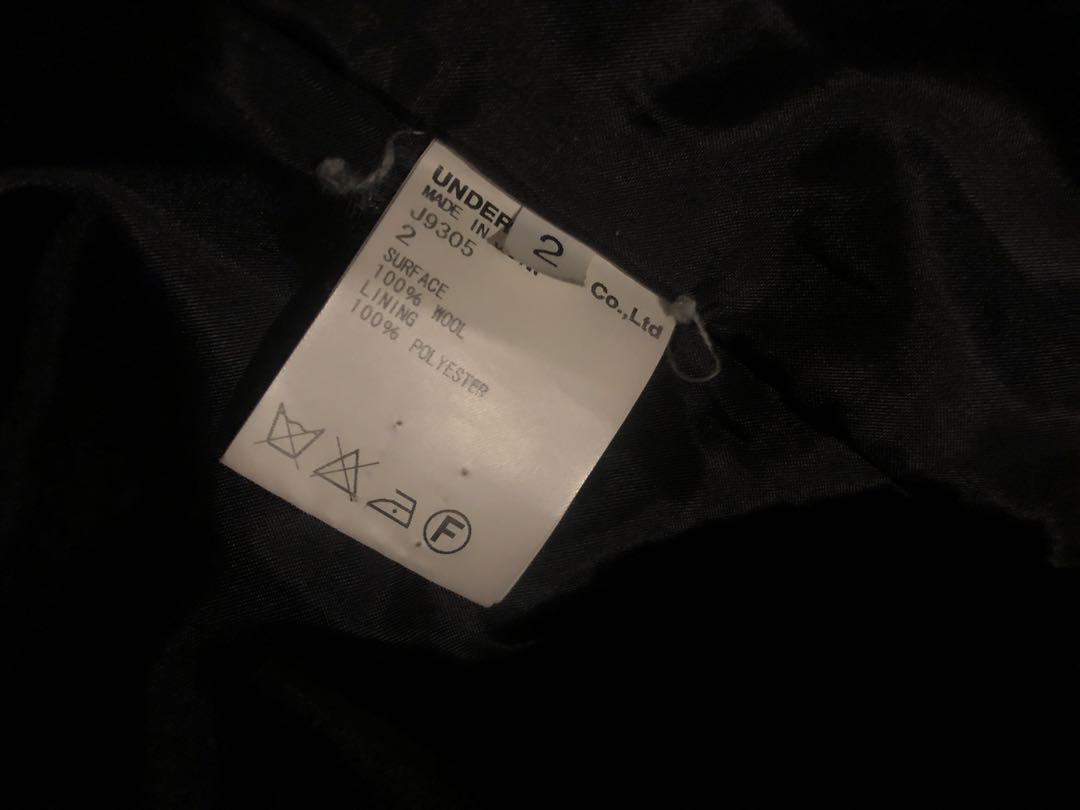 UNDER Co.,Ltd
MADE IN
2
J9305
2
SURFACE
100% WOOL
LINING
100% POLYESTER
F